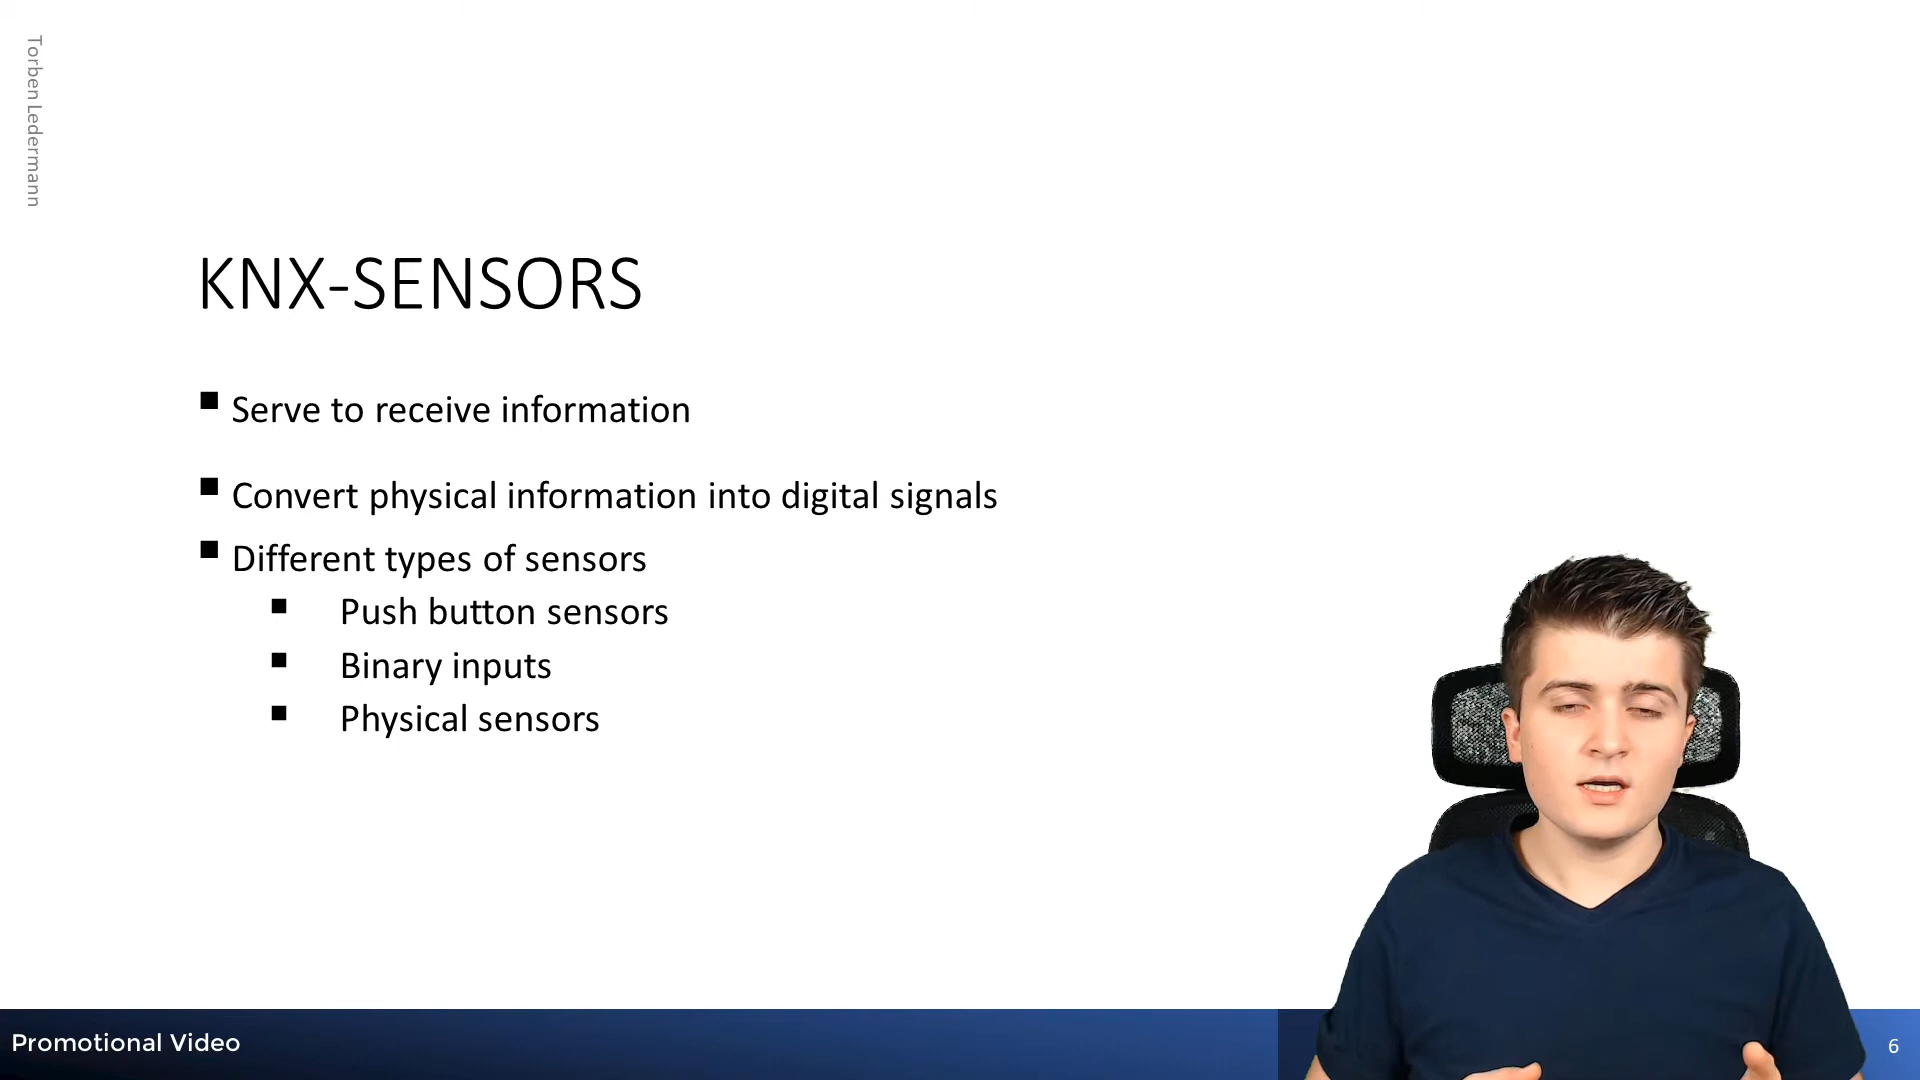 Torben Ledermann
KNX-SENSORS
▪ Serve to receive information
▪ Convert physical information into digital signals
▪ Different types of sensors
▪ Push button sensors
▪ Binary inputs
▪ Physical sensors
Promotional Video
6